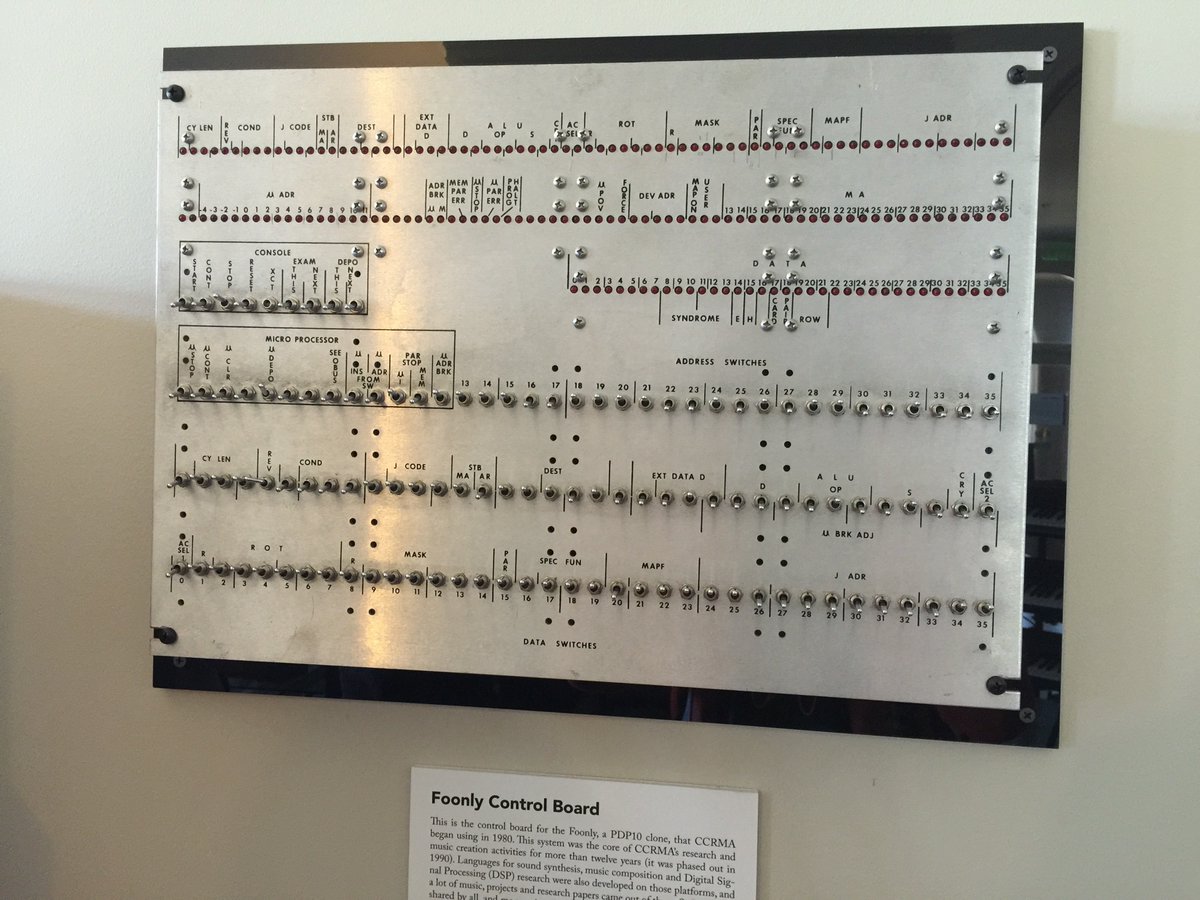 CY LEN REV COND J CODE STB MA AR DEST EXT DATA D ALU D OP S AC SEL ROT R MASK PAR SPEC FUN MAPF J ADR
μ ADR ADR BRK MEM PAR ERR μ STOP μ PAR ERR PROG HALT μ POV FORCE DEV ADR MAP ON USER MA
-4 -3 -2 -1 0 1 2 3 4 5 6 7 8 9 10 11 μ M 13 14 15 16 17 18 19 20 21 22 23 24 25 26 27 28 29 30 31 32 33 34 35
CONSOLE
START CONT STOP RESET XCT EXAM THIS NEXT DEPO THIS NEXT
DATA
2 3 4 5 6 7 8 9 10 11 12 13 14 15 16 17 18 19 20 21 22 23 24 25 26 27 28 29 30 31 32 33 34 35
SYNDROME E H CARD PAIR ROW
MICRO PROCESSOR
μ STOP μ CONT μ CLR μ DEPO SEE OBUS μ INS μ ADR FROM SW PAR STOP μ I MEM μ ADR BRK
ADDRESS SWITCHES
13 14 15 16 17 18 19 20 21 22 23 24 25 26 27 28 29 30 31 32 33 34 35
CY LEN REV COND J CODE STB MA AR DEST EXT DATA D D ALU OP S CRY AC SEL 2
μ BRK ADJ
AC SEL 1 R ROT R MASK PAR SPEC FUN MAPF J ADR
0 1 2 3 4 5 6 7 8 9 10 11 12 13 14 15 16 17 18 19 20 21 22 23 24 25 26 27 28 29 30 31 32 33 34 35
DATA SWITCHES
Foonly Control Board
This is the control board for the Foonly, a PDP10 clone, that CCRMA
began using in 1980. This system was the core of CCRMA's research and
music creation activities for more than twelve years (it was phased out in
1990). Languages for sound synthesis, music composition and Digital Sig-
nal Processing (DSP) research were also developed on those platforms, and
a lot of music, projects and research papers came out of
shared by all, and